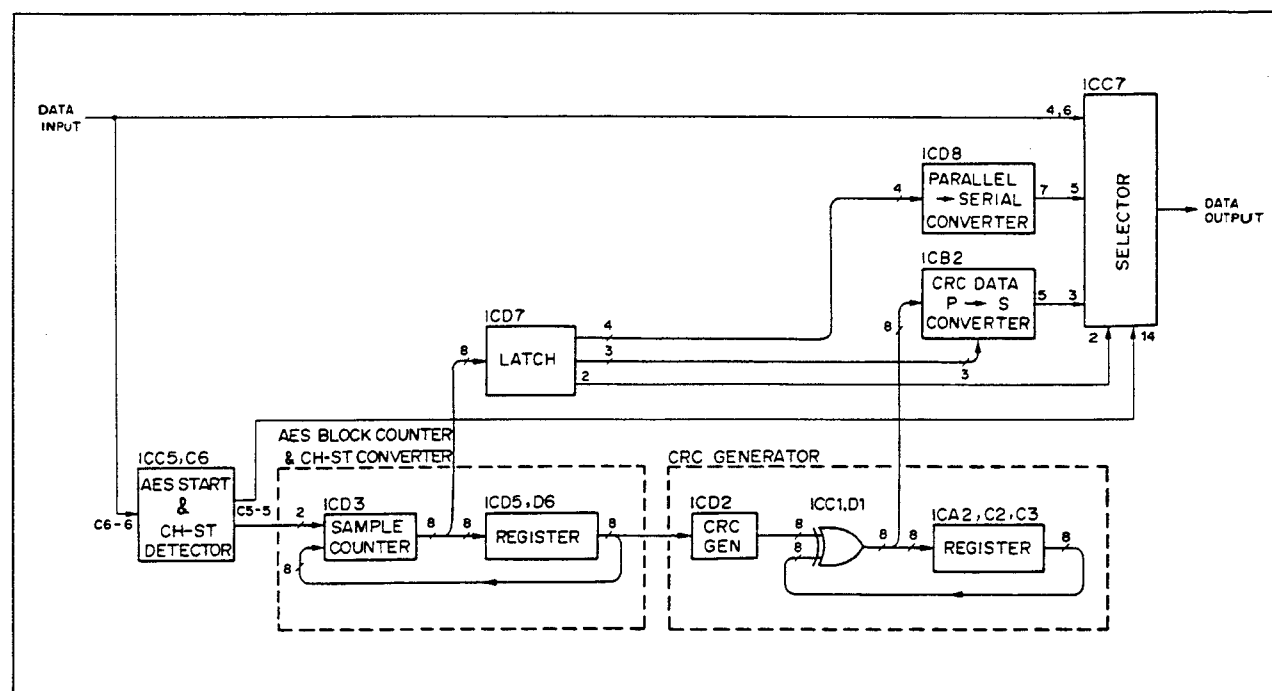 ICC7
DATA
INPUT
4,6
ICD8
4
PARALLEL
→ SERIAL
CONVERTER
7
5
SELECTOR
DATA
OUTPUT
ICB2
CRC DATA
P → S
CONVERTER
5
3
8
ICD7
LATCH
8
4
3
2
3
2
14
AES BLOCK COUNTER
& CH-ST CONVERTER
CRC GENERATOR
ICC5, C6
AES START
&
CH-ST
DETECTOR
C6-6
C5-5
2
ICD3
SAMPLE
COUNTER
8
8
8
ICD5, D6
REGISTER
8
ICD2
CRC
GEN
8
8
ICC1, D1
8
8
ICA2, C2, C3
REGISTER
8